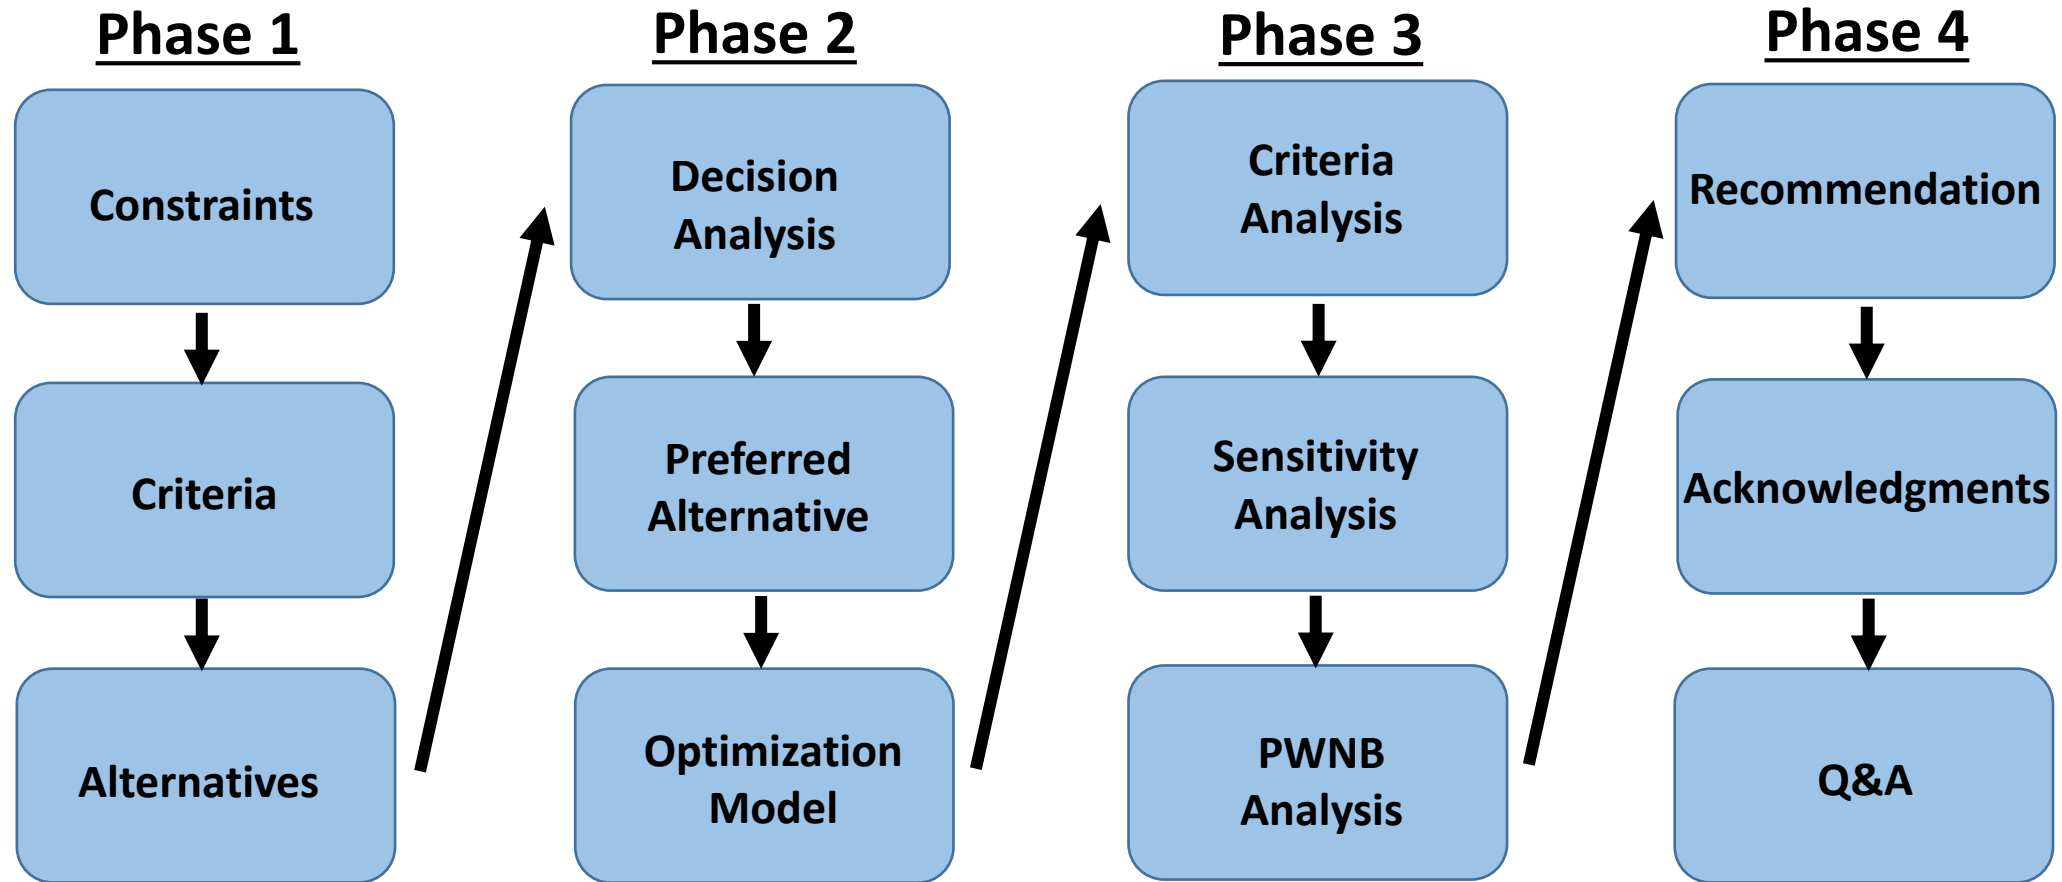 Phase 1
Constraints
Criteria
Alternatives
Phase 2
Decision
Analysis
Preferred
Alternative
Optimization
Model
Phase 3
Criteria
Analysis
Sensitivity
Analysis
PWNB
Analysis
Phase 4
Recommendation
Acknowledgments
Q&A